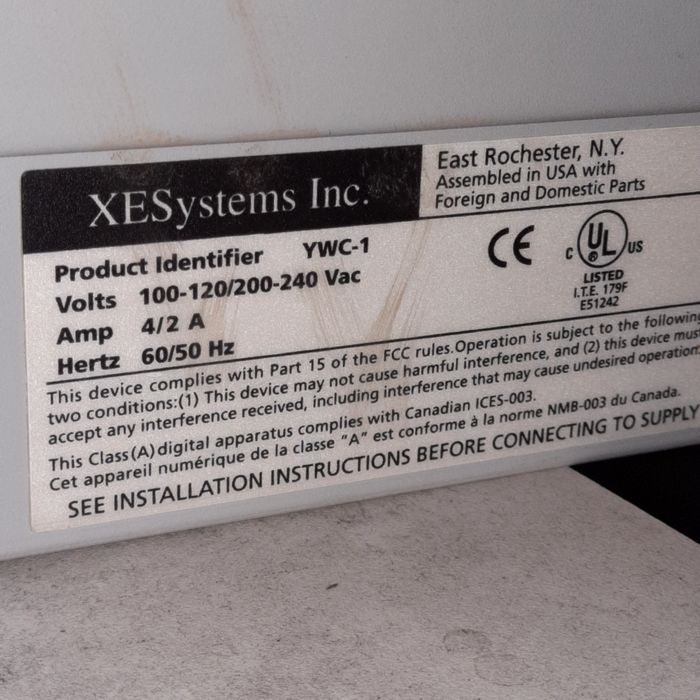 XESystems Inc.
East Rochester, N.Y.
Assembled in USA with
Foreign and Domestic Parts
Product Identifier YWC-1
Volts 100-120/200-240 Vac
Amp 4/2 A
Hertz 60/50 Hz
CE
C UL US
®
LISTED
I.T.E. 179F
E51242
This device complies with Part 15 of the FCC rules.Operation is subject to the following
two conditions:(1) This device may not cause harmful interference, and (2) this device must
accept any interference received, including interference that may cause undesired operation.
This Class(A)digital apparatus complies with Canadian ICES-003.
Cet appareil numérique de la classe "A" est conforme à la norme NMB-003 du Canada.
SEE INSTALLATION INSTRUCTIONS BEFORE CONNECTING TO SUPPLY